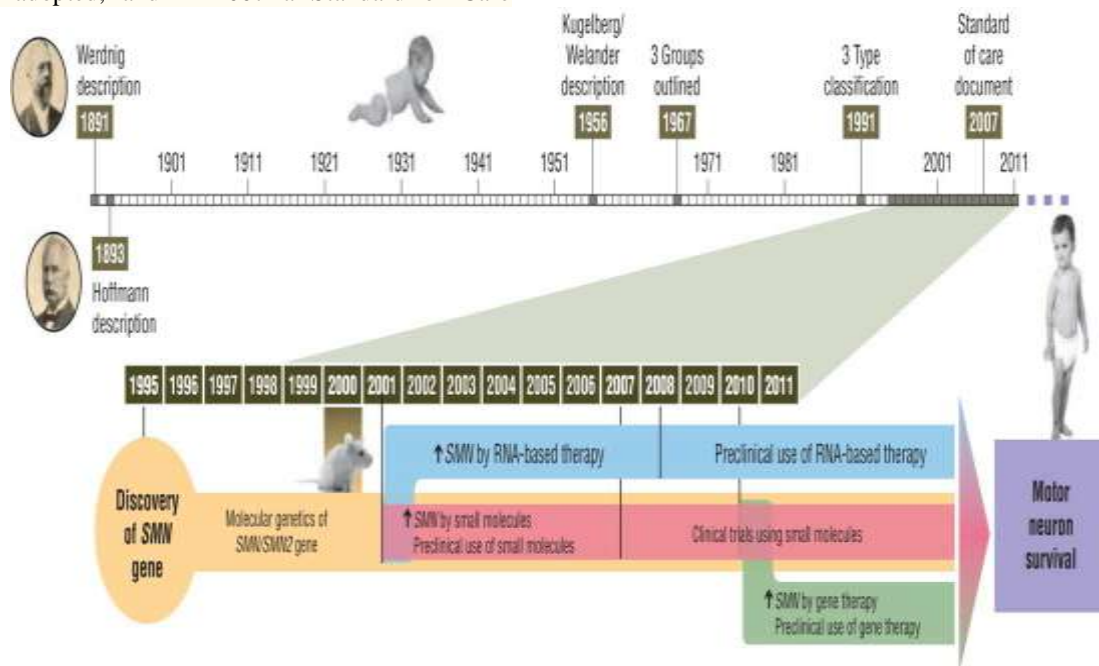 Werdnig
description
1891
Kugelberg/
Welander
description
1956
3 Groups
outlined
1967
3 Type
classification
1991
Standard
of care
document
2007
1901
1911
1921
1931
1941
1951
1971
1981
2001
2011
1893
Hoffmann
description
1995 1996 1997 1998 1999 2000 2001 2002 2003 2004 2005 2006 2007 2008 2009 2010 2011
Discovery
of SMN
gene
Molecular genetics of
SMN/SMN2 gene
↑ SMN by RNA-based therapy
Preclinical use of RNA-based therapy
↑ SMN by small molecules
Preclinical use of small molecules
Clinical trials using small molecules
↑ SMN by gene therapy
Preclinical use of gene therapy
Motor
neuron
survival